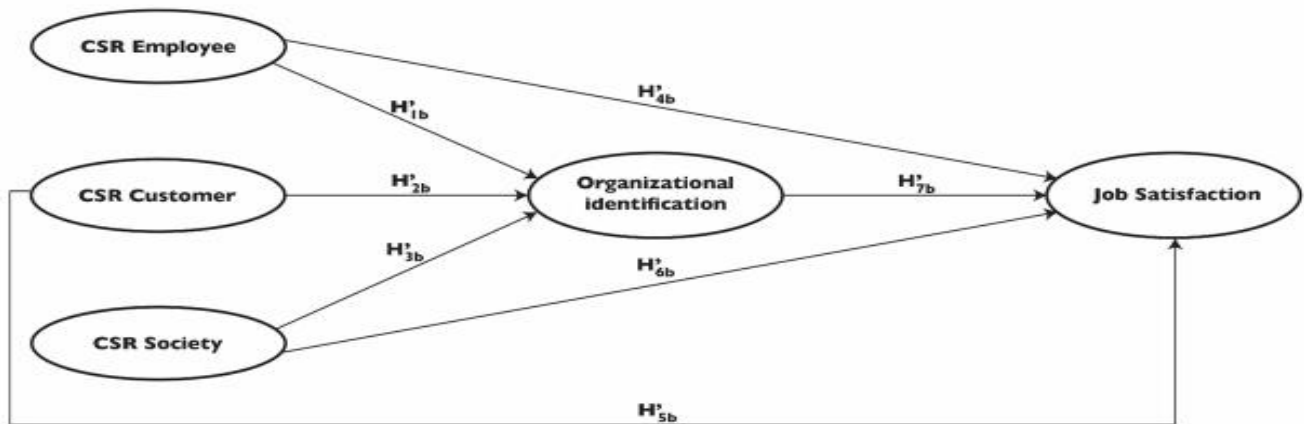 CSR Employee
H'4b
H'1b
CSR Customer
H'2b
Organizational
identification
H'7b
Job Satisfaction
H'3b
H'6b
CSR Society
H'5b